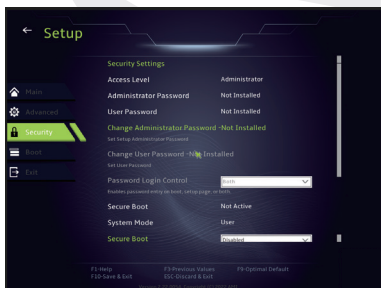 ← Setup
Security Settings
Access Level Administrator
Main
Administrator Password Not Installed
Advanced
User Password Not Installed
Security
Change Administrator Password -Not Installed
Set Setup Administrator Password
Boot
Change User Password -Not Installed
Set User Password
Exit
Password Login Control Both
Enables password entry on boot, setup page, or both.
Secure Boot Not Active
System Mode User
Secure Boot Disabled
F1-Help F3-Previous Values F9-Optimal Default
F10-Save & Exit ESC-Discard & Exit